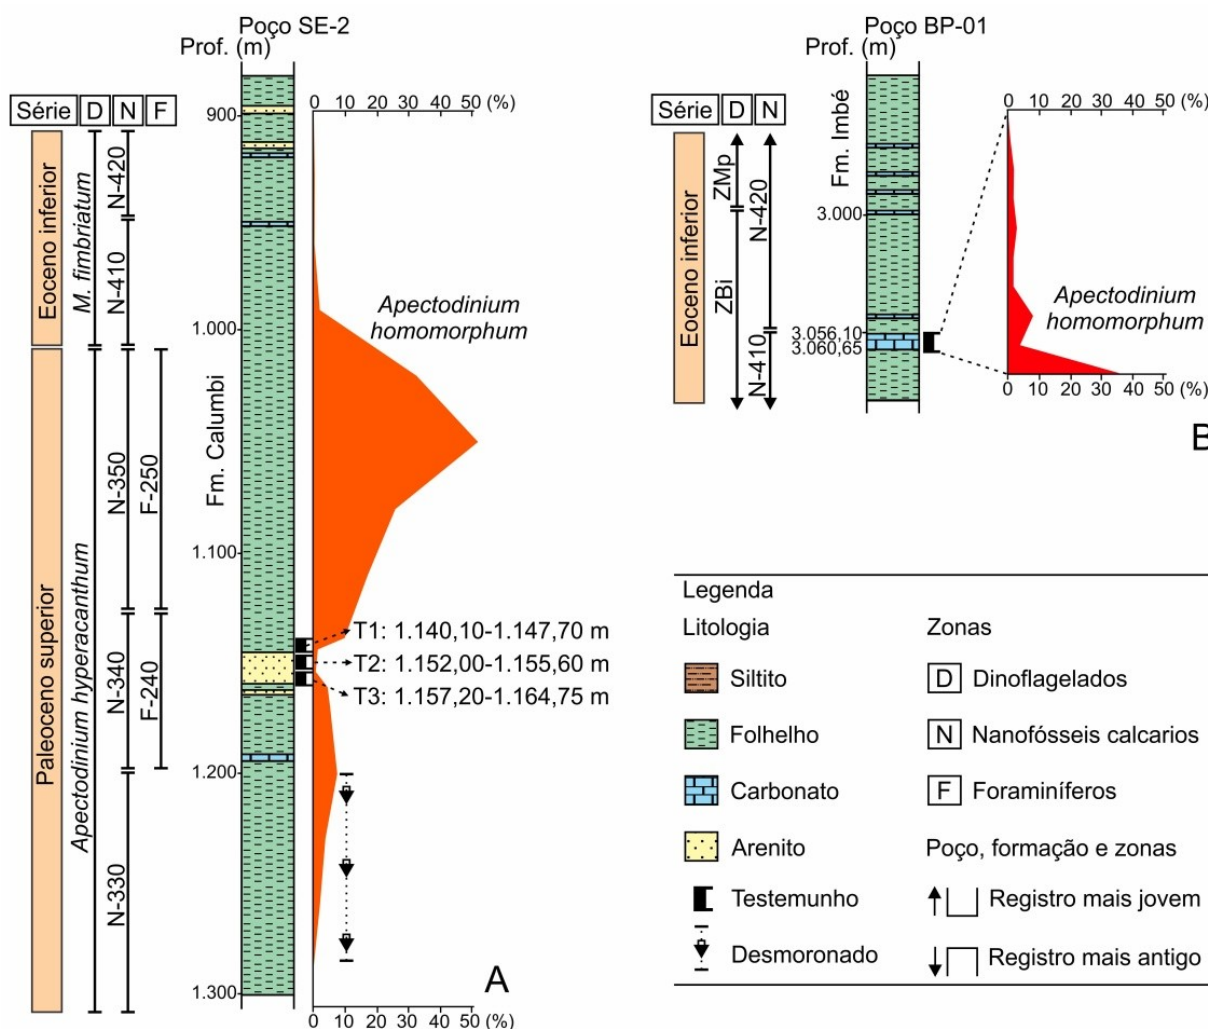 Poço SE-2
Prof. (m)
Série D N F
0 10 20 30 40 50 (%)
900
Eoceno inferior
M. fimbriatum
N-420
N-410
1.000
Apectodinium
homomorphum
Fm. Calumbi
Paleoceno superior
Apectodinium hyperacanthum
N-350
F-250
1.100
N-340
F-240
T1: 1.140,10-1.147,70 m
T2: 1.152,00-1.155,60 m
T3: 1.157,20-1.164,75 m
1.200
N-330
1.300
0 10 20 30 40 50 (%)
A
Poço BP-01
Prof. (m)
Série D N
Fm. Imbé
0 10 20 30 40 50 (%)
Eoceno inferior
ZMp
ZBi
N-420
N-410
3.000
3.056,10
3.060,65
Apectodinium
homomorphum
0 10 20 30 40 50 (%)
B
Legenda
Litologia
Zonas
Siltito
D Dinoflagelados
Folhelho
N Nanofósseis calcarios
Carbonato
F Foraminíferos
Arenito
Poço, formação e zonas
Testemunho
Registro mais jovem
Desmoronado
Registro mais antigo